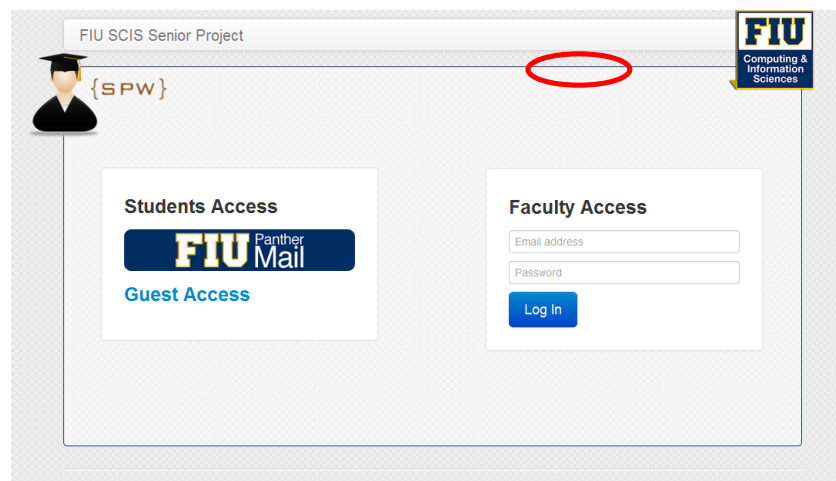 FIU SCIS Senior Project
FIU
Computing &
Information
Sciences
{SPW}
Students Access
FIU Panther
Mail
Guest Access
Faculty Access
Email address
Password
Log In